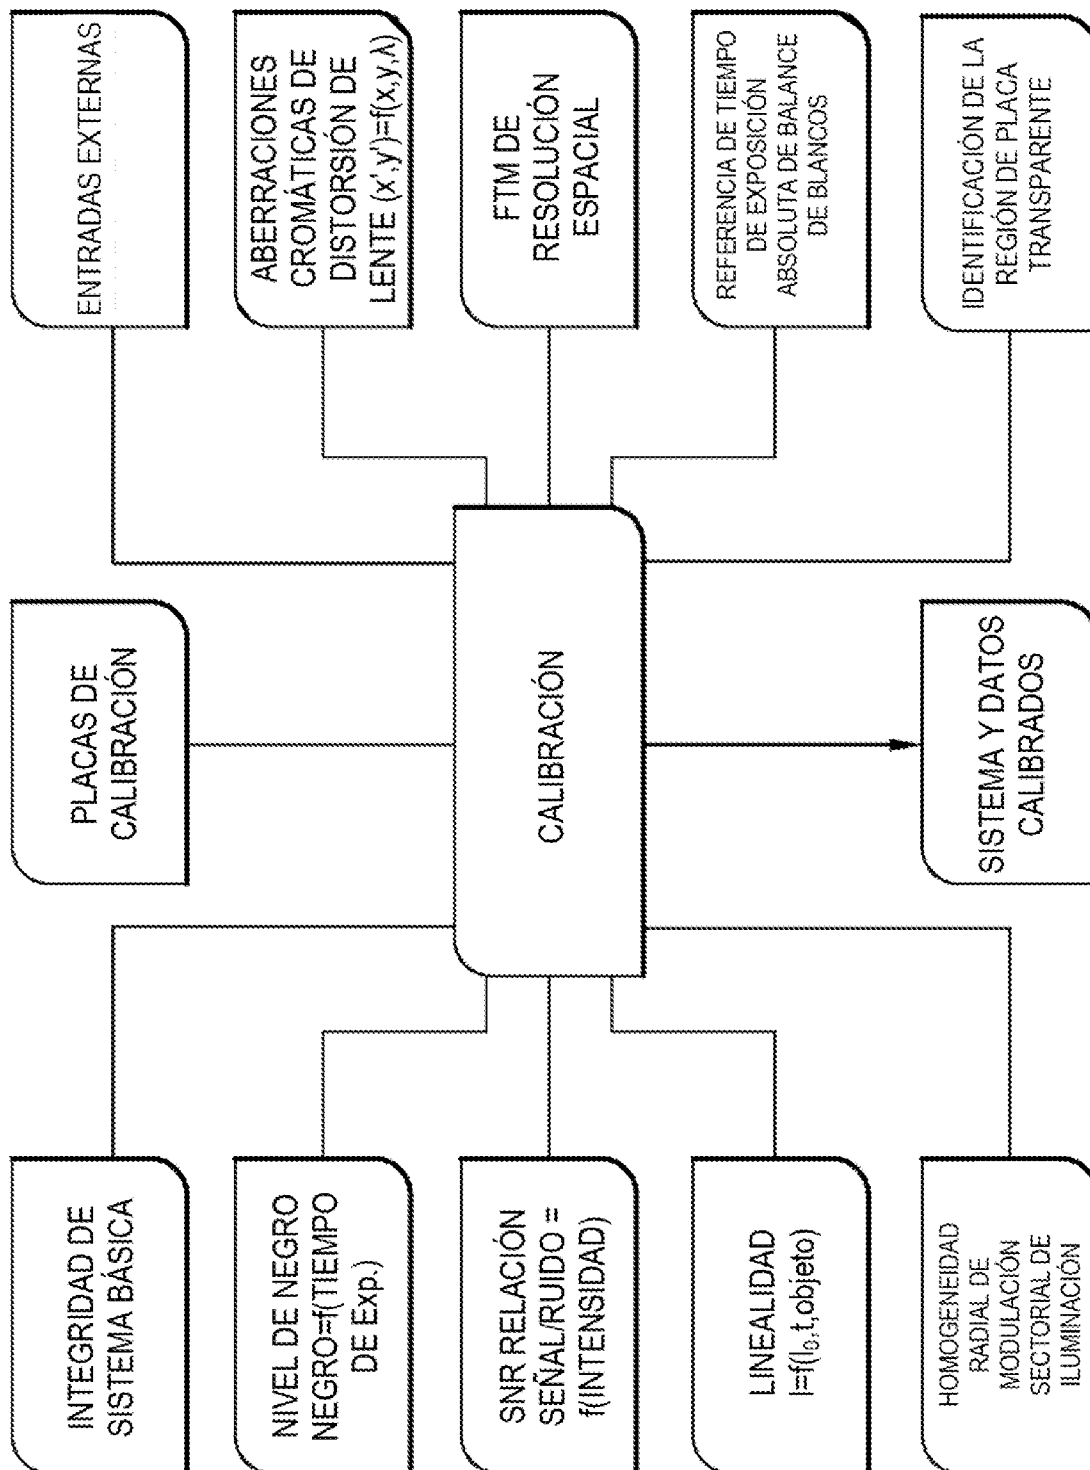 INTEGRIDAD DE
SISTEMA BÁSICA
NIVEL DE NEGRO
NEGRO=f(TIEMPO
DE Exp.)
SNR RELACIÓN
SEÑAL/RUIDO =
f(INTENSIDAD)
LINEALIDAD
I=f(I₀,t,objeto)
HOMOGENEIDAD
RADIAL DE
MODULACIÓN
SECTORIAL DE
ILUMINACIÓN
PLACAS DE
CALIBRACIÓN
CALIBRACIÓN
SISTEMA Y DATOS
CALIBRADOS
ENTRADAS EXTERNAS
ABERRACIONES
CROMÁTICAS DE
DISTORSIÓN DE
LENTE (x',y')=f(x,y,λ)
FTM DE
RESOLUCIÓN
ESPACIAL
REFERENCIA DE TIEMPO
DE EXPOSICIÓN
ABSOLUTA DE BALANCE
DE BLANCOS
IDENTIFICACIÓN DE LA
REGIÓN DE PLACA
TRANSPARENTE